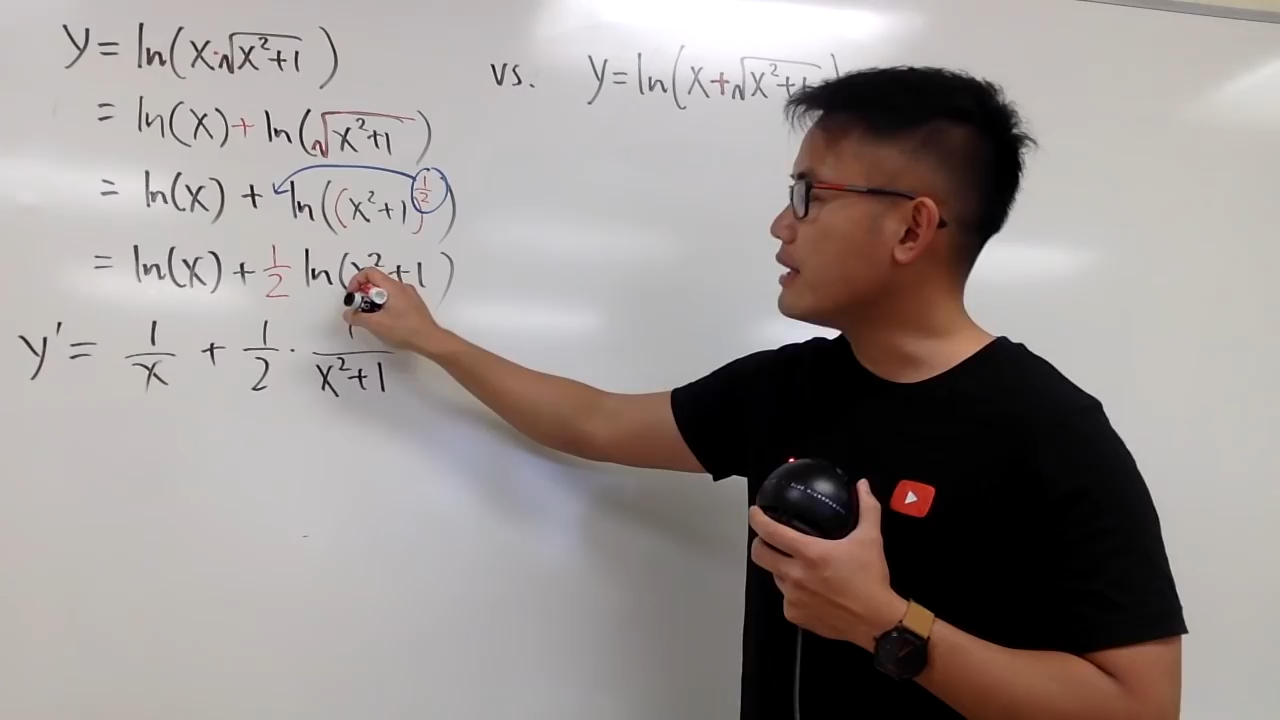 y = ln(x·√(x²+1))
vs.
y = ln(x+√(x²+1
= ln(x) + ln(√(x²+1))
= ln(x) + ln((x²+1)^(1/2))
= ln(x) + 1/2 ln(x²+1)
y' = 1/x + 1/2 · 1/(x²+1)